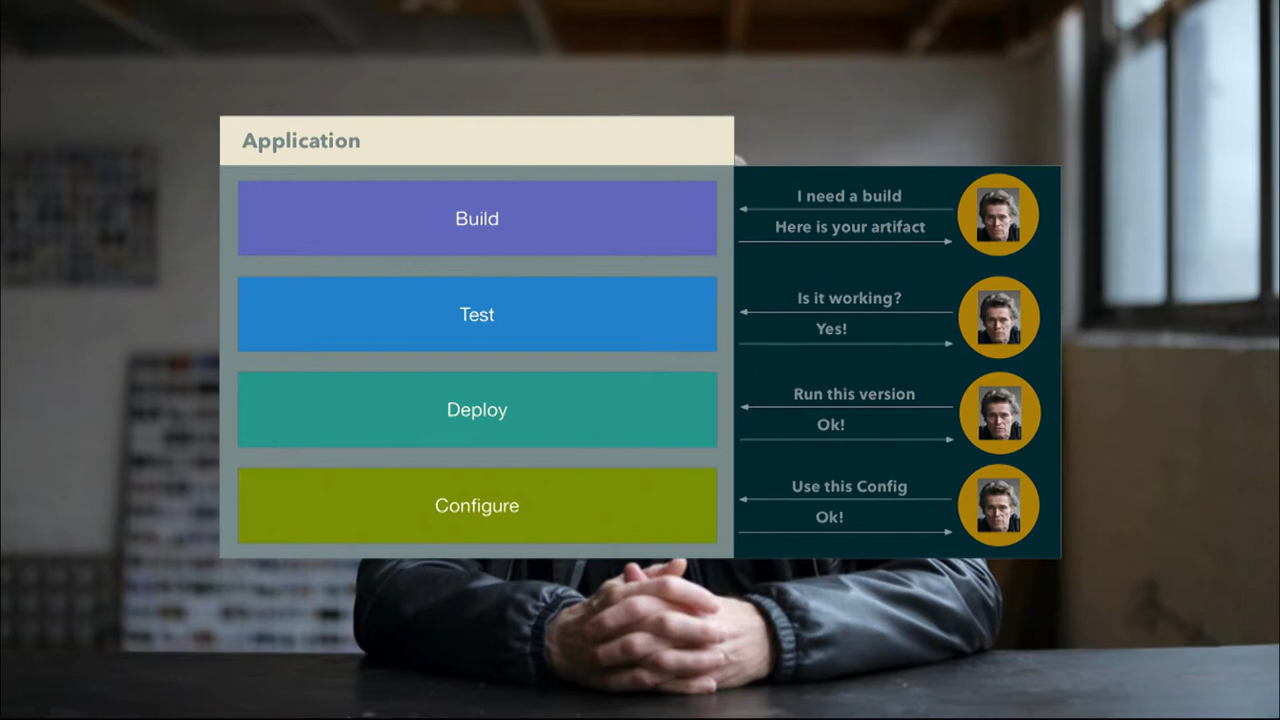 Application
Build
I need a build
Here is your artifact
Test
Is it working?
Yes!
Deploy
Run this version
Ok!
Configure
Use this Config
Ok!